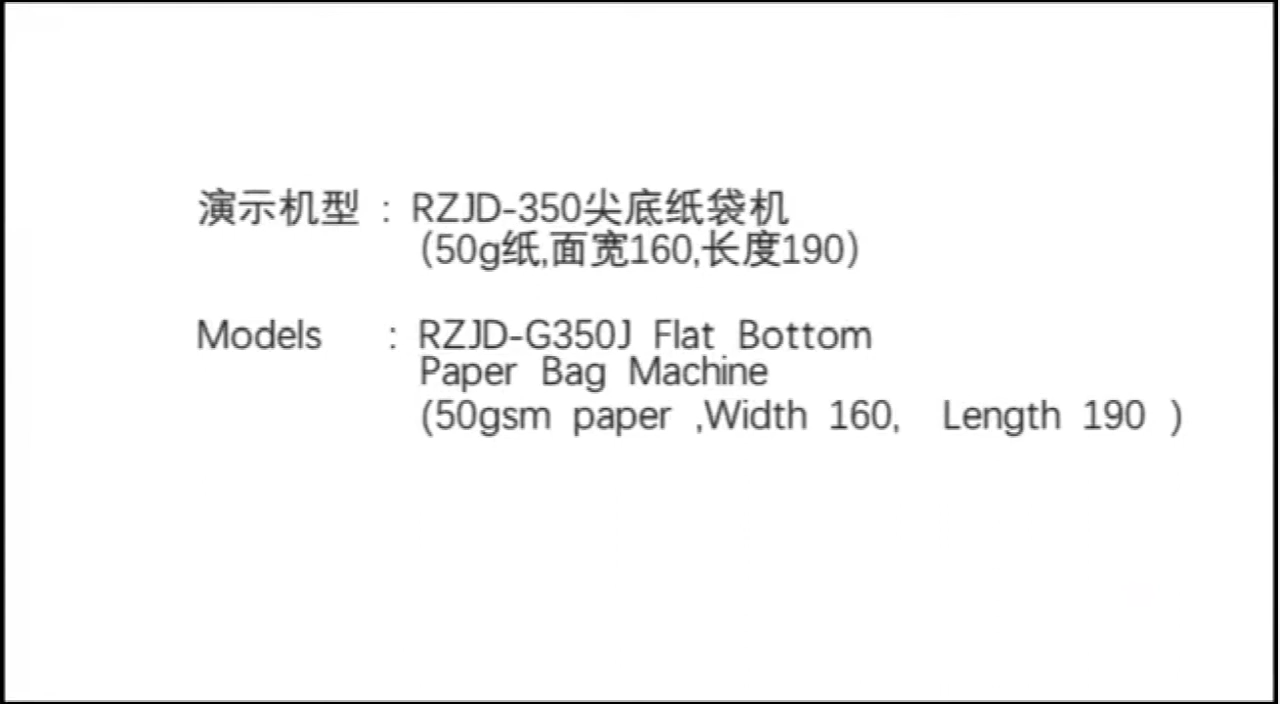 演示机型 : RZJD-350尖底纸袋机
(50g纸,面宽160,长度190)
Models : RZJD-G350J Flat Bottom
Paper Bag Machine
(50gsm paper ,Width 160, Length 190 )